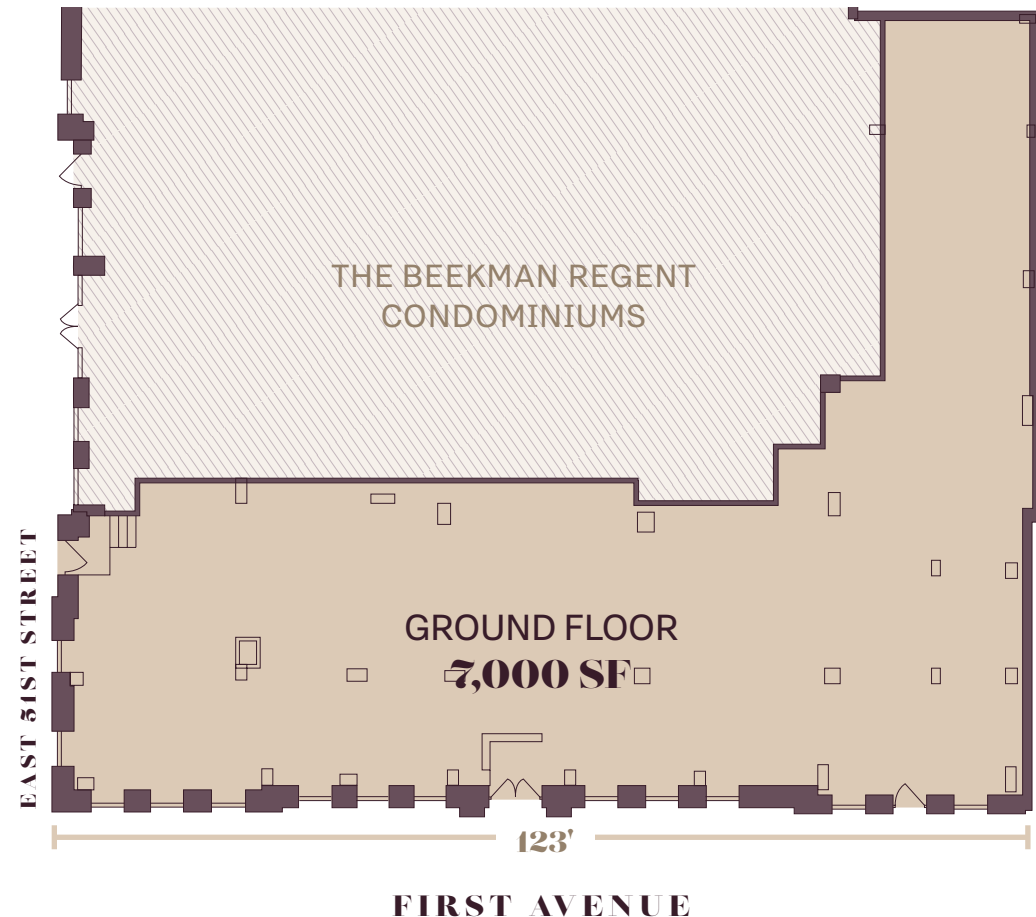 THE BEEKMAN REGENT
CONDOMINIUMS
GROUND FLOOR
7,000 SF
EAST 51ST STREET
123'
FIRST AVENUE